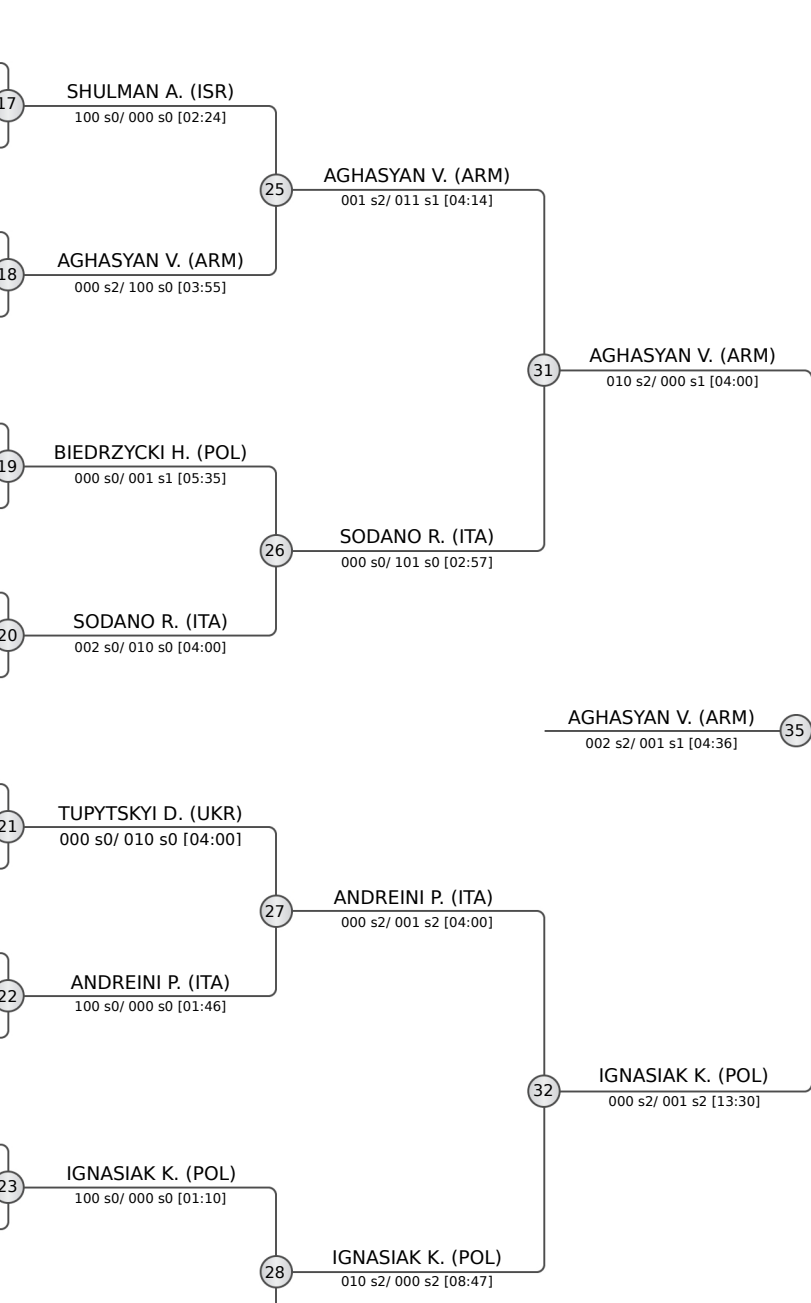 17
SHULMAN A. (ISR)
100 s0/ 000 s0 [02:24]
AGHASYAN V. (ARM)
25
001 s2/ 011 s1 [04:14]
18
AGHASYAN V. (ARM)
000 s2/ 100 s0 [03:55]
AGHASYAN V. (ARM)
31
010 s2/ 000 s1 [04:00]
19
BIEDRZYCKI H. (POL)
000 s0/ 001 s1 [05:35]
SODANO R. (ITA)
26
000 s0/ 101 s0 [02:57]
20
SODANO R. (ITA)
002 s0/ 010 s0 [04:00]
AGHASYAN V. (ARM)
35
002 s2/ 001 s1 [04:36]
21
TUPYTSKYI D. (UKR)
000 s0/ 010 s0 [04:00]
ANDREINI P. (ITA)
27
000 s2/ 001 s2 [04:00]
22
ANDREINI P. (ITA)
100 s0/ 000 s0 [01:46]
IGNASIAK K. (POL)
32
000 s2/ 001 s2 [13:30]
23
IGNASIAK K. (POL)
100 s0/ 000 s0 [01:10]
IGNASIAK K. (POL)
28
010 s2/ 000 s2 [08:47]